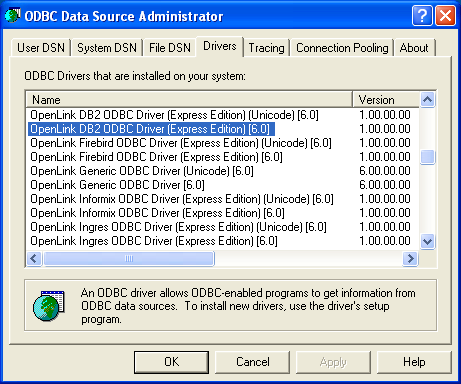 ODBC Data Source Administrator
User DSN System DSN File DSN Drivers Tracing Connection Pooling About
ODBC Drivers that are installed on your system:
Name Version
OpenLink DB2 ODBC Driver (Express Edition) (Unicode) [6.0] 1.00.00.00
OpenLink DB2 ODBC Driver (Express Edition) [6.0] 1.00.00.00
OpenLink Firebird ODBC Driver (Express Edition) (Unicode) [6.0] 1.00.00.00
OpenLink Firebird ODBC Driver (Express Edition) [6.0] 1.00.00.00
OpenLink Generic ODBC Driver (Unicode) [6.0] 6.00.00.00
OpenLink Generic ODBC Driver [6.0] 6.00.00.00
OpenLink Informix ODBC Driver (Express Edition) (Unicode) [6.0] 1.00.00.00
OpenLink Informix ODBC Driver (Express Edition) [6.0] 1.00.00.00
OpenLink Ingres ODBC Driver (Express Edition) (Unicode) [6.0] 1.00.00.00
OpenLink Ingres ODBC Driver (Express Edition) [6.0] 1.00.00.00
An ODBC driver allows ODBC-enabled programs to get information from
ODBC data sources. To install new drivers, use the driver's setup
program.
OK Cancel Apply Help